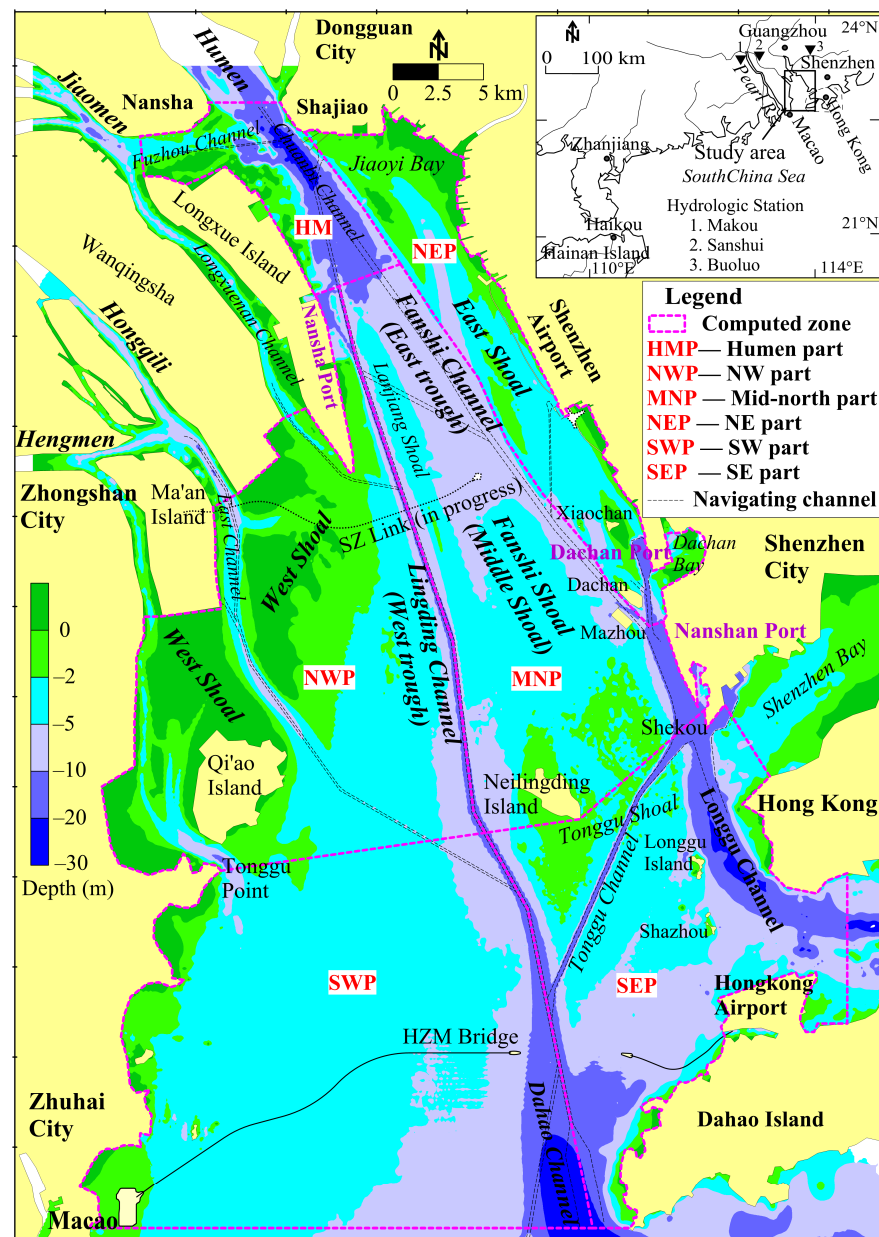 Dongguan
City
N
0 2.5 5 km
Humen
Jiaomen
Nansha
Shajiao
Fuzhou Channel
Chuanbi Channel
Jiaoyi Bay
HM
NEP
Longxue Island
Wanqingsha
Longxuenan Channel
Hongqili
Nansha Port
Fanshi Channel
(East trough)
East Shoal
Shenzhen
Airport
Lanjiang Shoal
Hengmen
Zhongshan
City
Ma'an
Island
East Channel
West Shoal
SZ Link (in progress)
Xiaochan
Fanshi Shoal
(Middle Shoal)
Dachan Port
Dachan
Bay
Shenzhen
City
Dachan
Mazhou
Nanshan Port
Lingding Channel
(West trough)
West Shoal
NWP
MNP
Shenzhen Bay
Shekou
Qi'ao
Island
Neilingding
Island
Tonggu Shoal
Hong Kong
Longgu
Island
Longgu Channel
Tonggu
Point
Tonggu Channel
Shazhou
SWP
SEP
Hongkong
Airport
HZM Bridge
Zhuhai
City
Dahao Channel
Dahao Island
Macao
0
–2
–5
–10
–20
–30
Depth (m)
N
0 100 km
Guangzhou
24°N
1 2 3
Shenzhen
Pearl R.
Hong Kong
Macao
Zhanjiang
Study area
SouthChina Sea
Haikou
Hainan Island
Hydrologic Station
1. Makou
2. Sanshui
3. Buoluo
21°N
110°E
114°E
Legend
Computed zone
HMP— Humen part
NWP— NW part
MNP — Mid-north part
NEP — NE part
SWP — SW part
SEP — SE part
Navigating channel